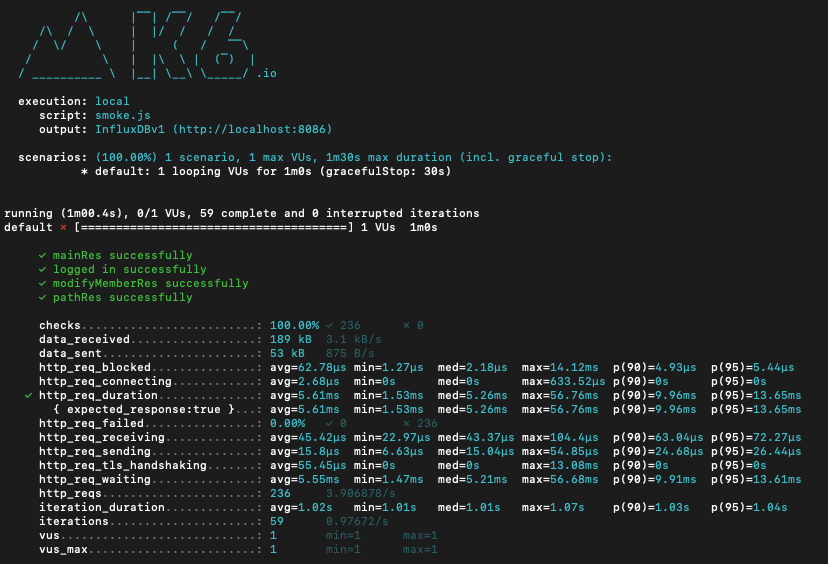 .io
execution: local
script: smoke.js
output: InfluxDBv1 (http://localhost:8086)
scenarios: (100.00%) 1 scenario, 1 max VUs, 1m30s max duration (incl. graceful stop):
* default: 1 looping VUs for 1m0s (gracefulStop: 30s)
running (1m00.4s), 0/1 VUs, 59 complete and 0 interrupted iterations
default ✗ [======================================] 1 VUs  1m0s
✓ mainRes successfully
✓ logged in successfully
✓ modifyMemberRes successfully
✓ pathRes successfully
checks.........................: 100.00% ✓ 236 ✗ 0
data_received..................: 189 kB 3.1 kB/s
data_sent......................: 53 kB 875 B/s
http_req_blocked...............: avg=62.78µs min=1.27µs med=2.18µs max=14.12ms p(90)=4.93µs p(95)=5.44µs
http_req_connecting............: avg=2.68µs min=0s med=0s max=633.52µs p(90)=0s p(95)=0s
✓ http_req_duration..............: avg=5.61ms min=1.53ms med=5.26ms max=56.76ms p(90)=9.96ms p(95)=13.65ms
{ expected_response:true }...: avg=5.61ms min=1.53ms med=5.26ms max=56.76ms p(90)=9.96ms p(95)=13.65ms
http_req_failed................: 0.00% ✓ 0 ✗ 236
http_req_receiving.............: avg=45.42µs min=22.97µs med=43.37µs max=104.4µs p(90)=63.04µs p(95)=72.27µs
http_req_sending...............: avg=15.8µs min=6.63µs med=15.04µs max=54.85µs p(90)=24.68µs p(95)=26.44µs
http_req_tls_handshaking.......: avg=55.45µs min=0s med=0s max=13.08ms p(90)=0s p(95)=0s
http_req_waiting...............: avg=5.55ms min=1.47ms med=5.21ms max=56.68ms p(90)=9.91ms p(95)=13.61ms
http_reqs......................: 236 3.906878/s
iteration_duration.............: avg=1.02s min=1.01s med=1.01s max=1.07s p(90)=1.03s p(95)=1.04s
iterations.....................: 59 0.97672/s
vus............................: 1 min=1 max=1
vus_max........................: 1 min=1 max=1